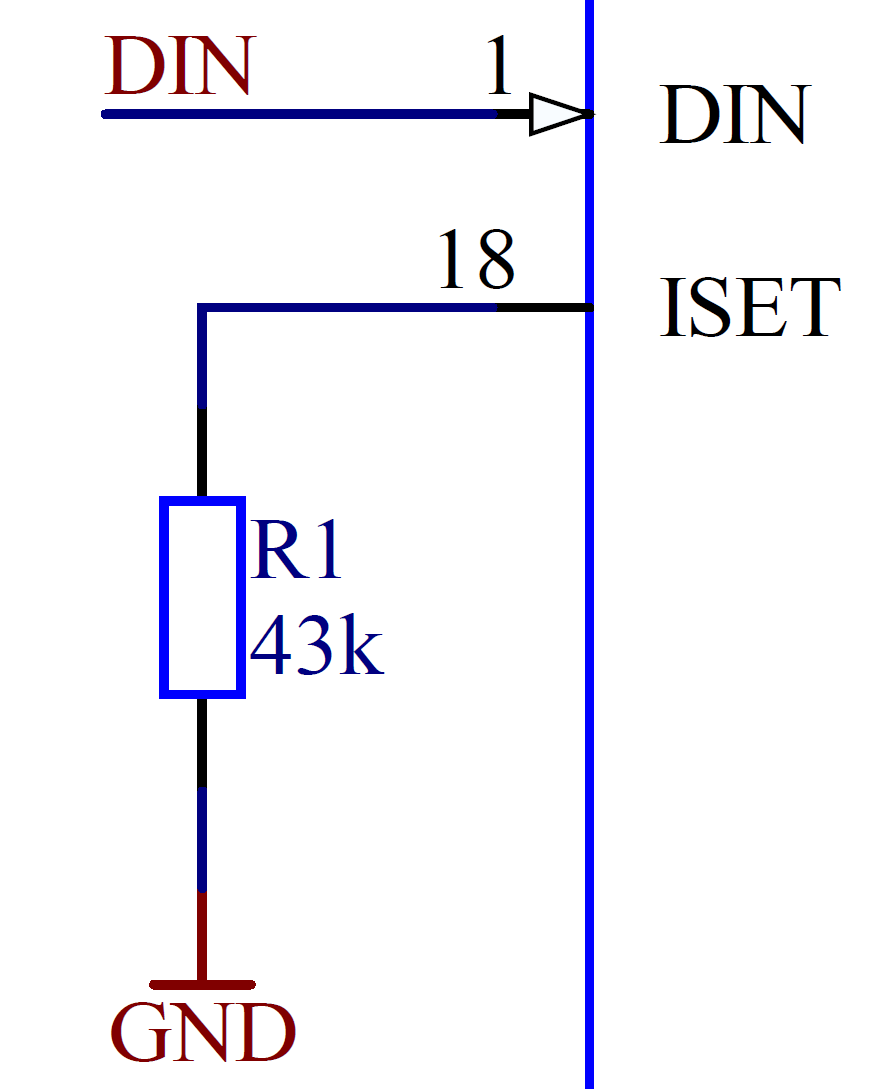 DIN 1
DIN
18
ISET
R1
43k
GND